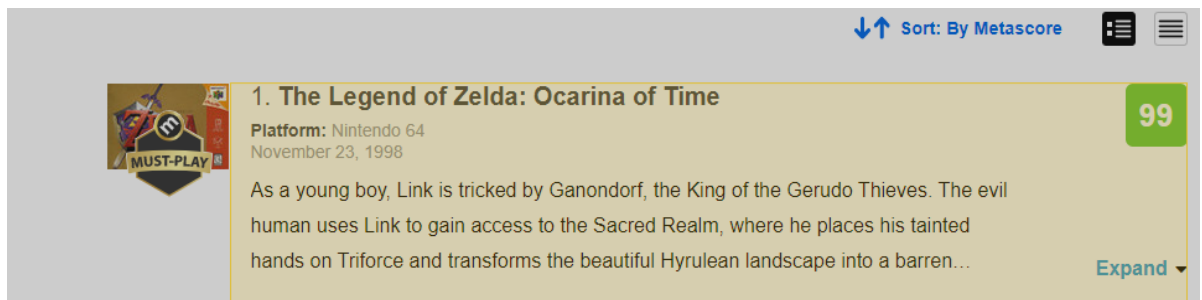 Sort: By Metascore
1. The Legend of Zelda: Ocarina of Time
99
Platform: Nintendo 64
November 23, 1998
MUST-PLAY
As a young boy, Link is tricked by Ganondorf, the King of the Gerudo Thieves. The evil
human uses Link to gain access to the Sacred Realm, where he places his tainted
hands on Triforce and transforms the beautiful Hyrulean landscape into a barren...
Expand